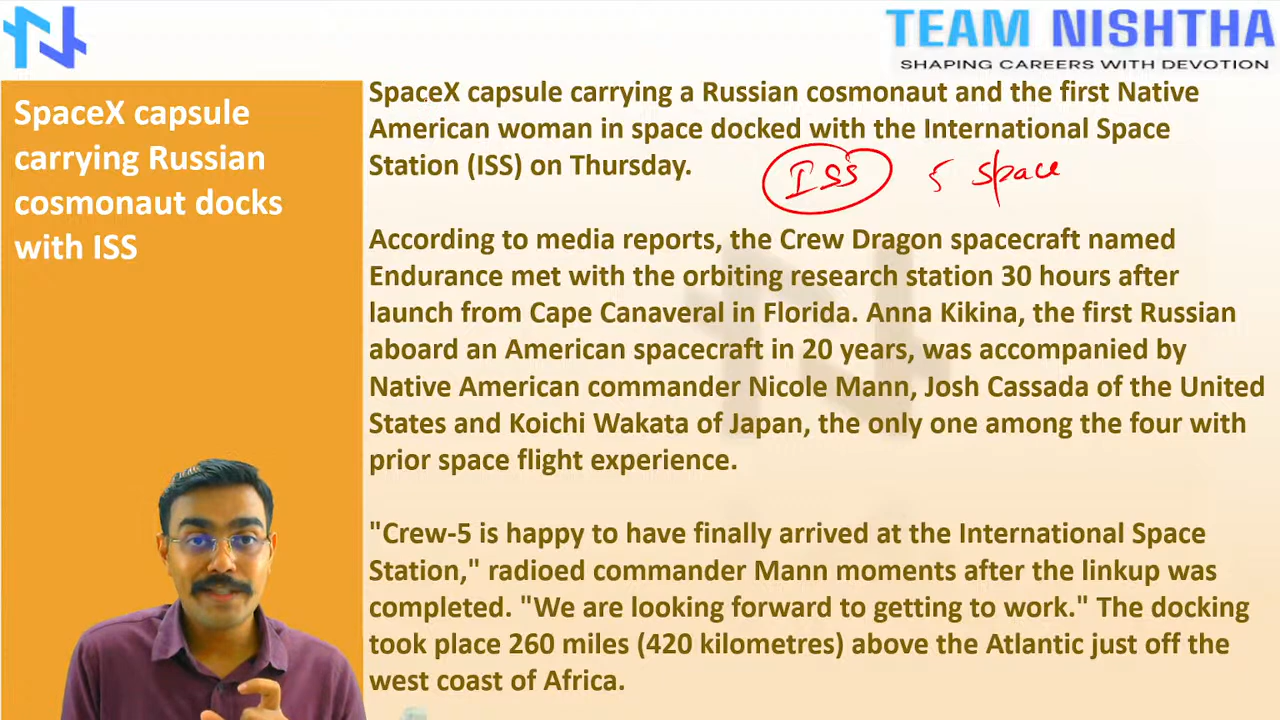 TEAM NISHTHA
SHAPING CAREERS WITH DEVOTION
SpaceX capsule
carrying Russian
cosmonaut docks
with ISS
SpaceX capsule carrying a Russian cosmonaut and the first Native
American woman in space docked with the International Space
Station (ISS) on Thursday.
ISS 5 space
According to media reports, the Crew Dragon spacecraft named
Endurance met with the orbiting research station 30 hours after
launch from Cape Canaveral in Florida. Anna Kikina, the first Russian
aboard an American spacecraft in 20 years, was accompanied by
Native American commander Nicole Mann, Josh Cassada of the United
States and Koichi Wakata of Japan, the only one among the four with
prior space flight experience.
"Crew-5 is happy to have finally arrived at the International Space
Station," radioed commander Mann moments after the linkup was
completed. "We are looking forward to getting to work." The docking
took place 260 miles (420 kilometres) above the Atlantic just off the
west coast of Africa.